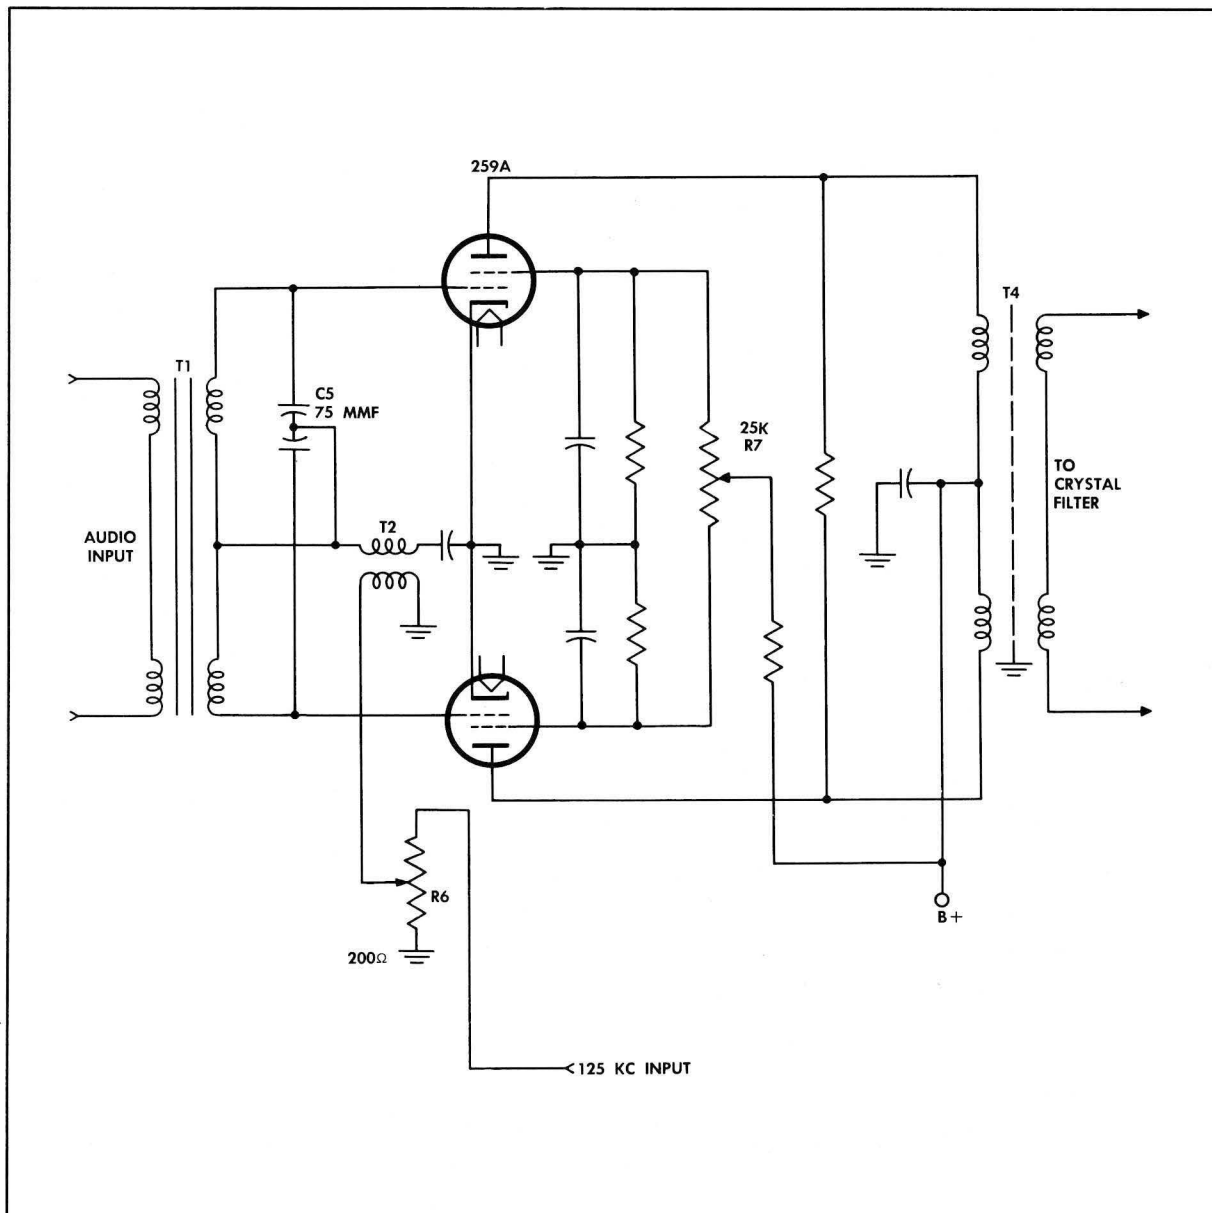 259A
T4
T1
C5
75 MMF
25K
R7
TO
CRYSTAL
FILTER
T2
AUDIO
INPUT
R6
B+
200Ω
125 KC INPUT